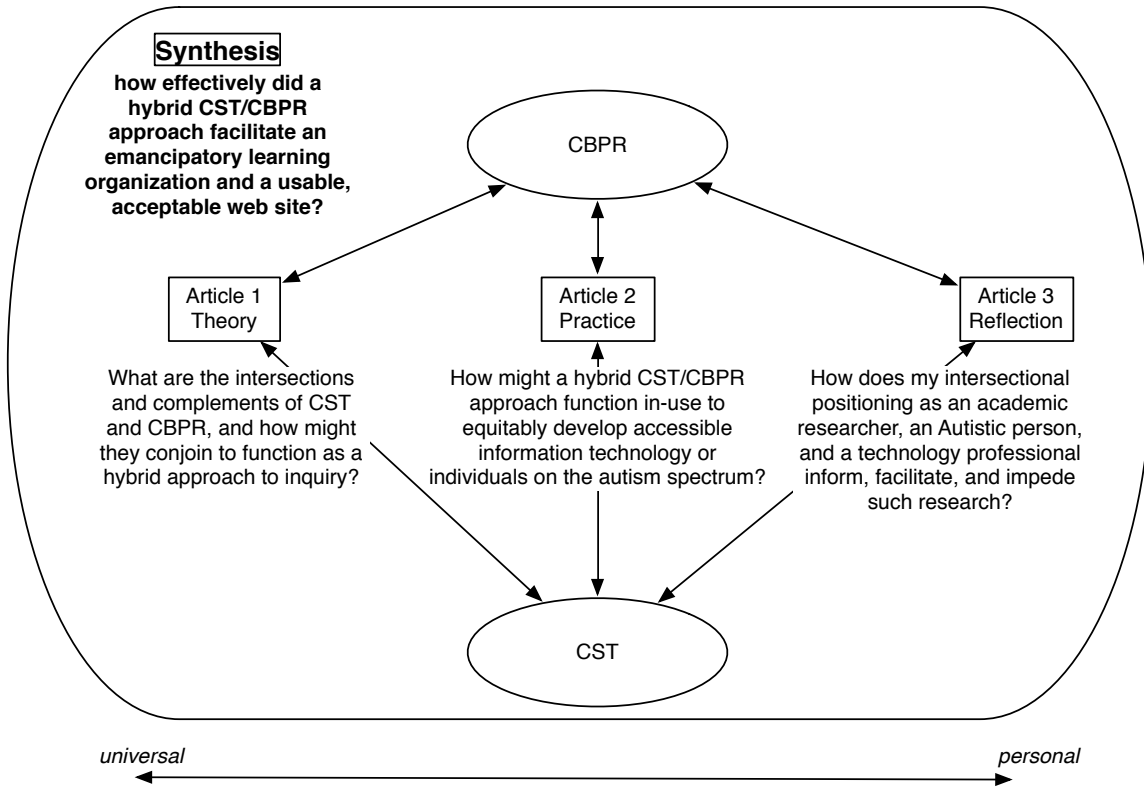 Synthesis
how effectively did a
hybrid CST/CBPR
approach facilitate an
emancipatory learning
organization and a usable,
acceptable web site?
CBPR
Article 1
Theory
Article 2
Practice
Article 3
Reflection
What are the intersections
and complements of CST
and CBPR, and how might
they conjoin to function as a
hybrid approach to inquiry?
How might a hybrid CST/CBPR
approach function in-use to
equitably develop accessible
information technology or
individuals on the autism spectrum?
How does my intersectional
positioning as an academic
researcher, an Autistic person,
and a technology professional
inform, facilitate, and impede
such research?
CST
universal
personal